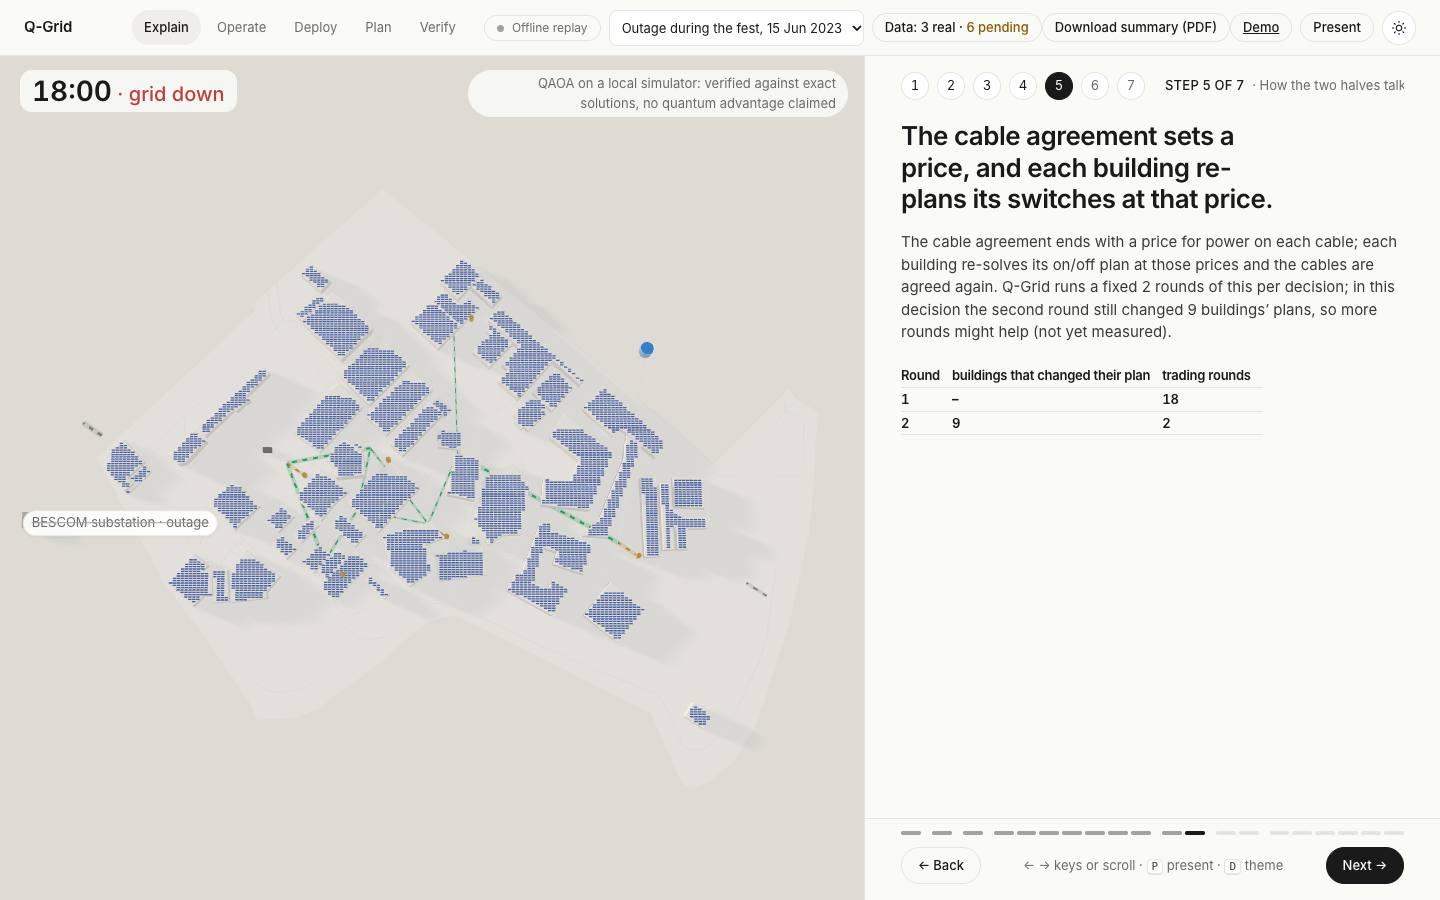 Q-Grid
Explain
Operate
Deploy
Plan
Verify
Offline replay
Outage during the fest, 15 Jun 2023
Data: 3 real · 6 pending
Download summary (PDF)
Demo
Present
18:00 · grid down
QAOA on a local simulator: verified against exact
solutions, no quantum advantage claimed
BESCOM substation · outage
1 2 3 4 5 6 7 STEP 5 OF 7 · How the two halves talk
The cable agreement sets a
price, and each building re-
plans its switches at that price.
The cable agreement ends with a price for power on each cable; each
building re-solves its on/off plan at those prices and the cables are
agreed again. Q-Grid runs a fixed 2 rounds of this per decision; in this
decision the second round still changed 9 buildings’ plans, so more
rounds might help (not yet measured).
Round buildings that changed their plan trading rounds
1 – 18
2 9 2
← Back
← → keys or scroll · P present · D theme
Next →